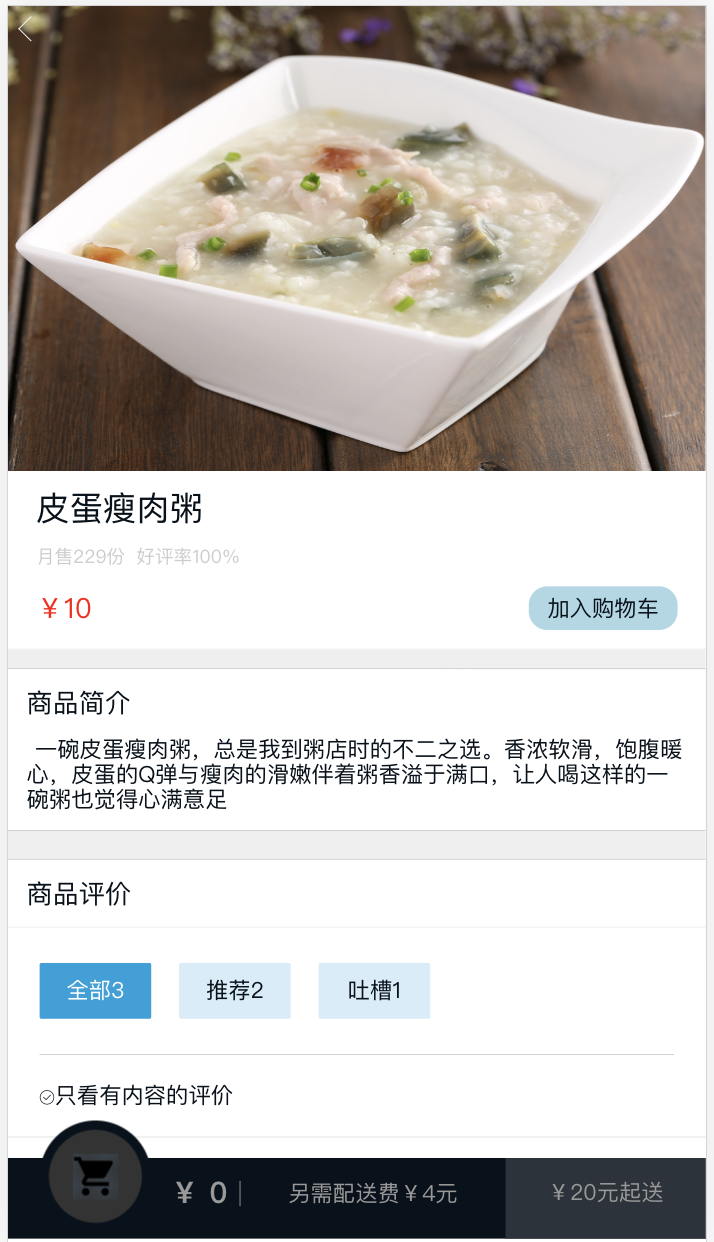 皮蛋瘦肉粥
月售229份 好评率100%
￥10
加入购物车
商品简介
一碗皮蛋瘦肉粥，总是我到粥店时的不二之选。香浓软滑，饱腹暖
心，皮蛋的Q弹与瘦肉的滑嫩伴着粥香溢于满口，让人喝这样的一
碗粥也觉得心满意足
商品评价
全部3 推荐2 吐槽1
只看有内容的评价
￥ 0 | 另需配送费￥4元 ￥20元起送